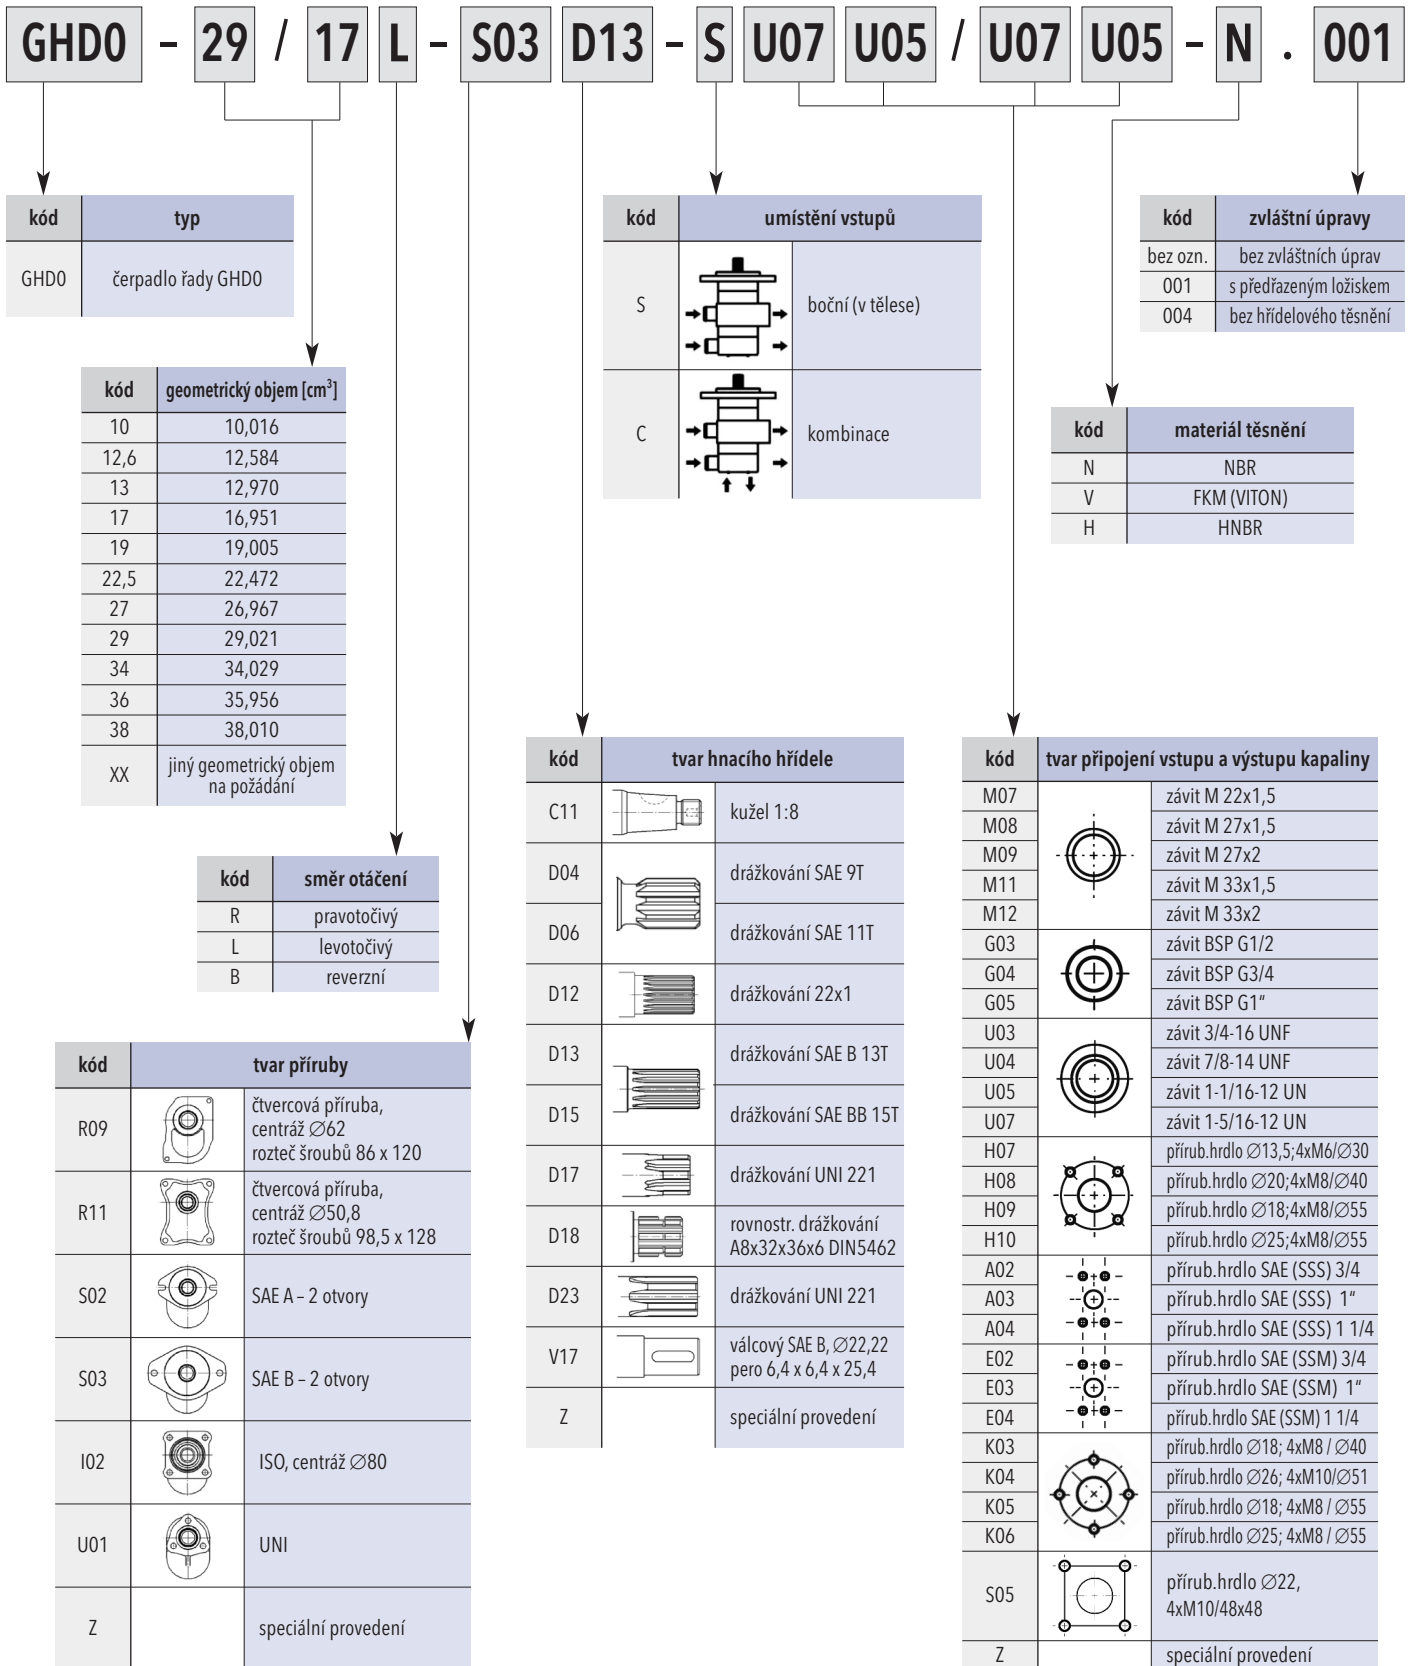 GHD0 – 29 / 17 L – S03 D13 – S U07 U05 / U07 U05 – N . 001
kód typ
GHD0 čerpadlo řady GHD0
kód geometrický objem [cm³]
10 10,016
12,6 12,584
13 12,970
17 16,951
19 19,005
22,5 22,472
27 26,967
29 29,021
34 34,029
36 35,956
38 38,010
XX jiný geometrický objem
na požádání
kód směr otáčení
R pravotočivý
L levotočivý
B reverzní
kód tvar příruby
R09 čtvercová příruba,
centráž ∅62
rozteč šroubů 86 x 120
R11 čtvercová příruba,
centráž ∅50,8
rozteč šroubů 98,5 x 128
S02 SAE A – 2 otvory
S03 SAE B – 2 otvory
I02 ISO, centráž ∅80
U01 UNI
Z speciální provedení
kód umístění vstupů
S boční (v tělese)
C kombinace
kód tvar hnacího hřídele
C11 kužel 1:8
D04 drážkování SAE 9T
D06 drážkování SAE 11T
D12 drážkování 22x1
D13 drážkování SAE B 13T
D15 drážkování SAE BB 15T
D17 drážkování UNI 221
D18 rovnostr. drážkování
A8x32x36x6 DIN5462
D23 drážkování UNI 221
V17 válcový SAE B, ∅22,22
pero 6,4 x 6,4 x 25,4
Z speciální provedení
kód zvláštní úpravy
bez ozn. bez zvláštních úprav
001 s předřazeným ložiskem
004 bez hřídelového těsnění
kód materiál těsnění
N NBR
V FKM (VITON)
H HNBR
kód tvar připojení vstupu a výstupu kapaliny
M07 závit M 22x1,5
M08 závit M 27x1,5
M09 závit M 27x2
M11 závit M 33x1,5
M12 závit M 33x2
G03 závit BSP G1/2
G04 závit BSP G3/4
G05 závit BSP G1“
U03 závit 3/4-16 UNF
U04 závit 7/8-14 UNF
U05 závit 1-1/16-12 UN
U07 závit 1-5/16-12 UN
H07 přírub.hrdlo ∅13,5;4xM6/∅30
H08 přírub.hrdlo ∅20;4xM8/∅40
H09 přírub.hrdlo ∅18;4xM8/∅55
H10 přírub.hrdlo ∅25;4xM8/∅55
A02 přírub.hrdlo SAE (SSS) 3/4
A03 přírub.hrdlo SAE (SSS) 1“
A04 přírub.hrdlo SAE (SSS) 1 1/4
E02 přírub.hrdlo SAE (SSM) 3/4
E03 přírub.hrdlo SAE (SSM) 1“
E04 přírub.hrdlo SAE (SSM) 1 1/4
K03 přírub.hrdlo ∅18; 4xM8 / ∅40
K04 přírub.hrdlo ∅26; 4xM10/∅51
K05 přírub.hrdlo ∅18; 4xM8 / ∅55
K06 přírub.hrdlo ∅25; 4xM8 / ∅55
S05 přírub.hrdlo ∅22,
4xM10/48x48
Z speciální provedení